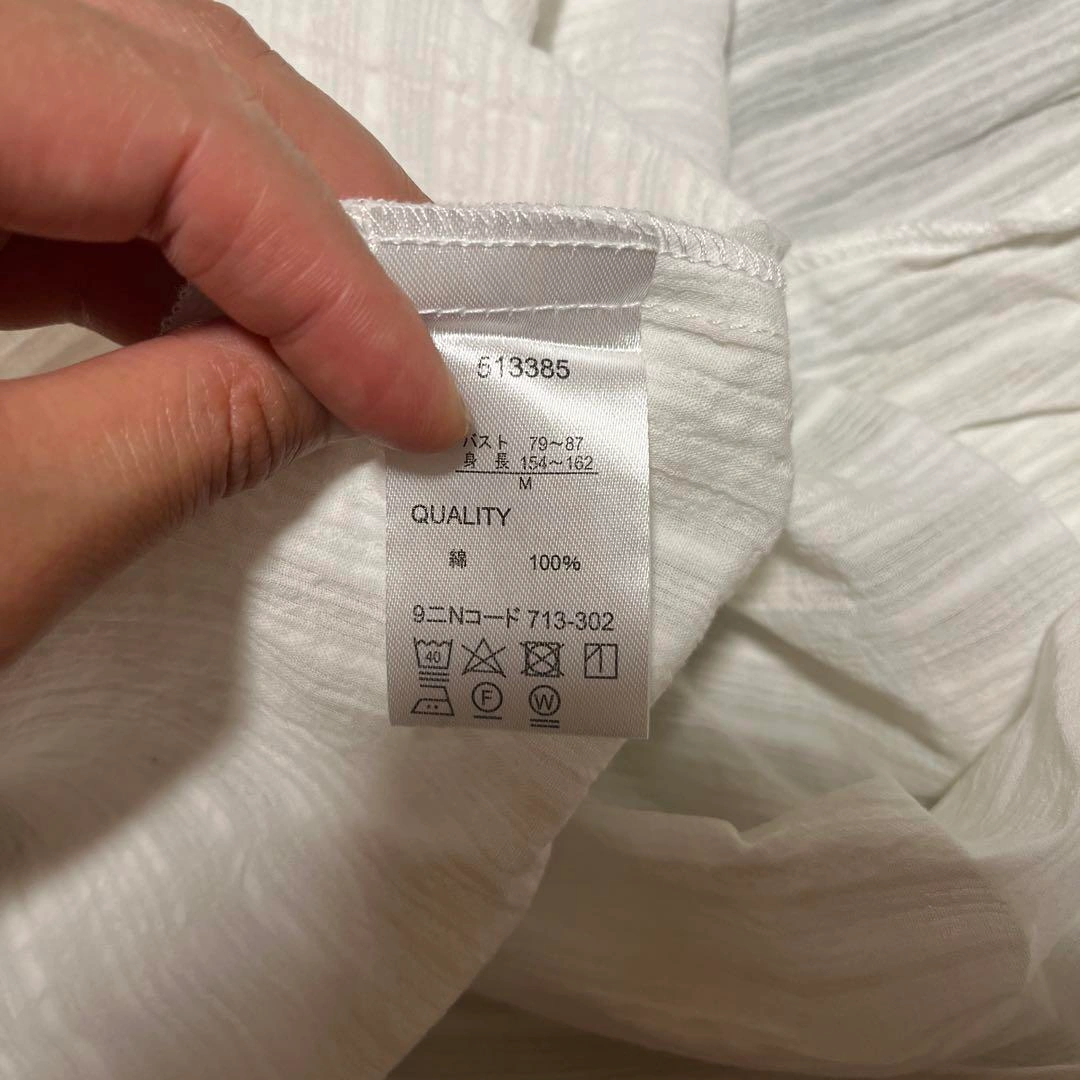 613385
バスト 79～87
身長 154～162
M
QUALITY
綿 100%
9ニNコード 713-302
40
F W